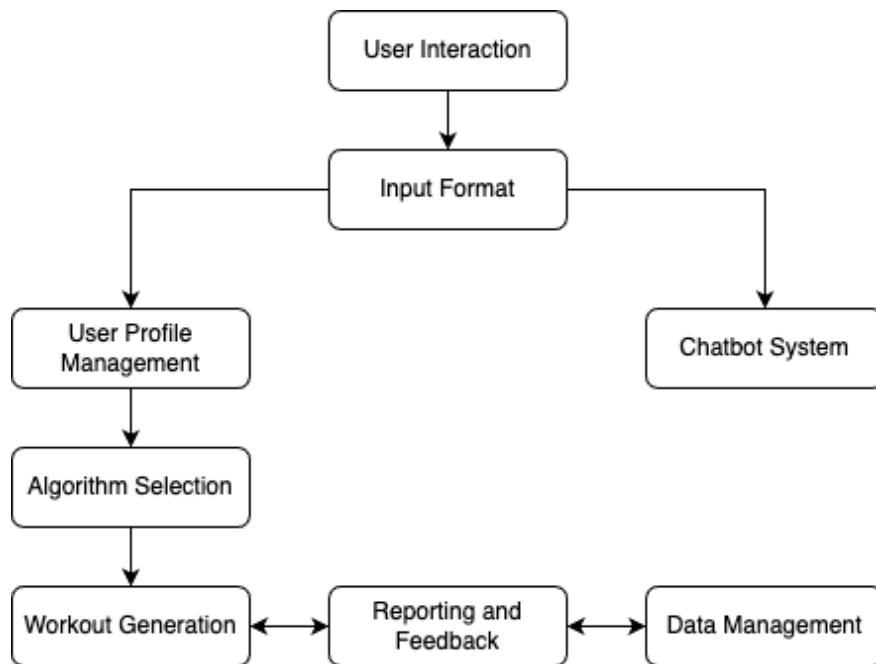 User Interaction
Input Format
User Profile
Management
Chatbot System
Algorithm Selection
Workout Generation
Reporting and
Feedback
Data Management